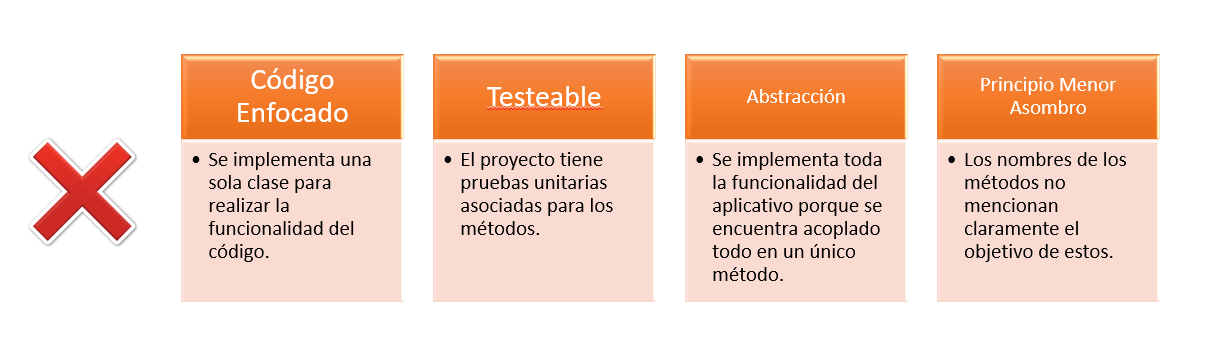 Código
Enfocado
• Se implementa una
sola clase para
realizar la
funcionalidad del
código.
Testeable
• El proyecto tiene
pruebas unitarias
asociadas para los
métodos.
Abstracción
• Se implementa toda
la funcionalidad del
aplicativo porque se
encuentra acoplado
todo en un único
método.
Principio Menor
Asombro
• Los nombres de los
métodos no
mencionan
claramente el
objetivo de estos.